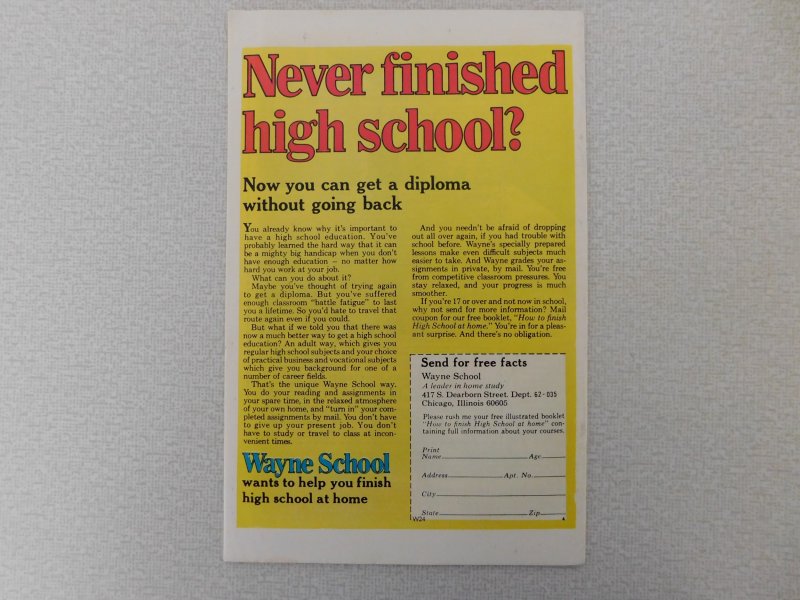 Never finished
high school?
Now you can get a diploma
without going back
You already know why it's important to
have a high school education. You've
probably learned the hard way that it can
be a mighty big handicap when you don't
have enough education – no matter how
hard you work at your job.
What can you do about it?
Maybe you've thought of trying again
to get a diploma. But you've suffered
enough classroom "battle fatigue" to last
you a lifetime. So you'd hate to travel that
route again even if you could.
But what if we told you that there was
now a much better way to get a high school
education? An adult way, which gives you
regular high school subjects and your choice
of practical business and vocational subjects
which give you background for one of a
number of career fields.
That's the unique Wayne School way.
You do your reading and assignments in
your spare time, in the relaxed atmosphere
of your own home, and "turn in" your com-
pleted assignments by mail. You don't have
to give up your present job. You don't
have to study or travel to class at incon-
venient times.
Wayne School
wants to help you finish
high school at home
And you needn't be afraid of dropping
out all over again, if you had trouble with
school before. Wayne's specially prepared
lessons make even difficult subjects much
easier to take. And Wayne grades your as-
signments in private, by mail. You're free
from competitive classroom pressures. You
stay relaxed, and your progress is much
smoother.
If you're 17 or over and not now in school,
why not send for more information? Mail
coupon for our free booklet, "How to finish
High School at home." You're in for a pleas-
ant surprise. And there's no obligation.
Send for free facts
Wayne School
A leader in home study
417 S. Dearborn Street. Dept. 62-035
Chicago, Illinois 60605
Please rush me your free illustrated booklet
"How to finish High School at home" con-
taining full information about your courses.
Print
Name Age
Address Apt. No.
City
State Zip
W24 4